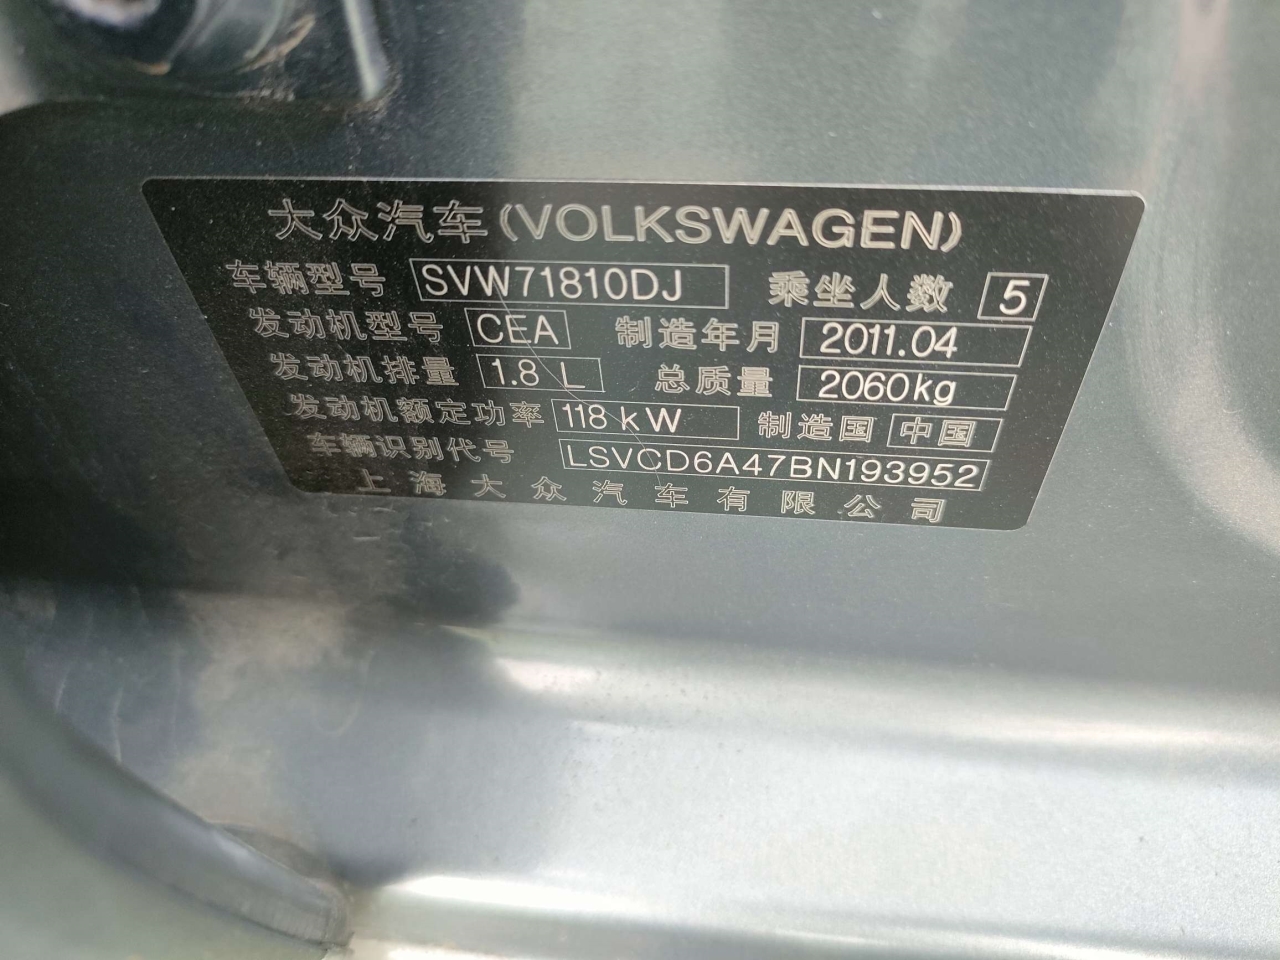 大众汽车(VOLKSWAGEN)
车辆型号 SVW71810DJ 乘坐人数 5
发动机型号 CEA 制造年月 2011.04
发动机排量 1.8 L 总质量 2060kg
发动机额定功率 118 kW 制造国 中国
车辆识别代号 LSVCD6A47BN193952
上海大众汽车有限公司